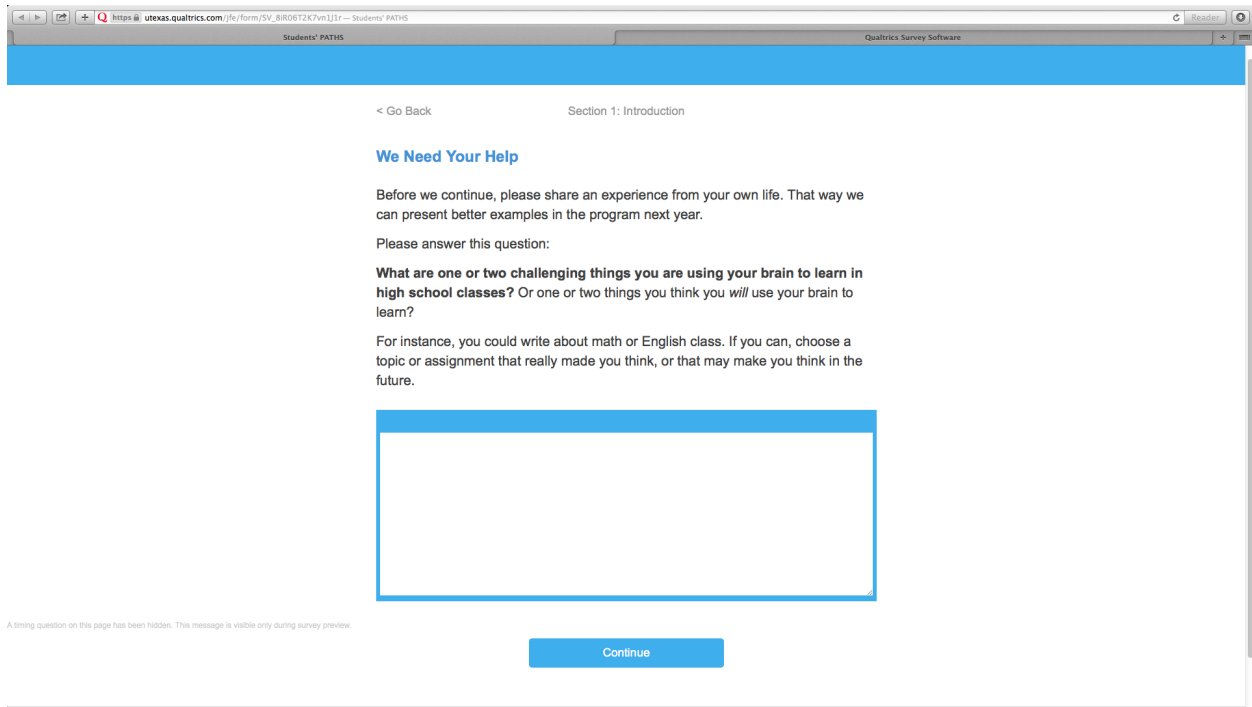 https utexas.qualtrics.com/jfe/form/SV_8iR06T2K7vn1J1r — Students' PATHS
Reader
Students' PATHS
Qualtrics Survey Software
< Go Back
Section 1: Introduction
We Need Your Help
Before we continue, please share an experience from your own life. That way we
can present better examples in the program next year.
Please answer this question:
What are one or two challenging things you are using your brain to learn in
high school classes? Or one or two things you think you will use your brain to
learn?
For instance, you could write about math or English class. If you can, choose a
topic or assignment that really made you think, or that may make you think in the
future.
A timing question on this page has been hidden. This message is visible only during survey preview.
Continue